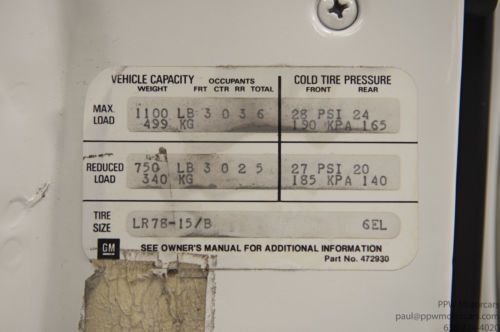 VEHICLE CAPACITY OCCUPANTS COLD TIRE PRESSURE
WEIGHT FRT CTR RR TOTAL FRONT REAR
MAX. LOAD 1100 LB 3 0 3 6 28 PSI 24
499 KG 190 KPA 165
REDUCED LOAD 750 LB 3 0 2 5 27 PSI 20
340 KG 185 KPA 140
TIRE SIZE LR78-15/B 6EL
GM
SEE OWNER'S MANUAL FOR ADDITIONAL INFORMATION
Part No. 472930
PPW Motorcars
paul@ppwmotorcars.com